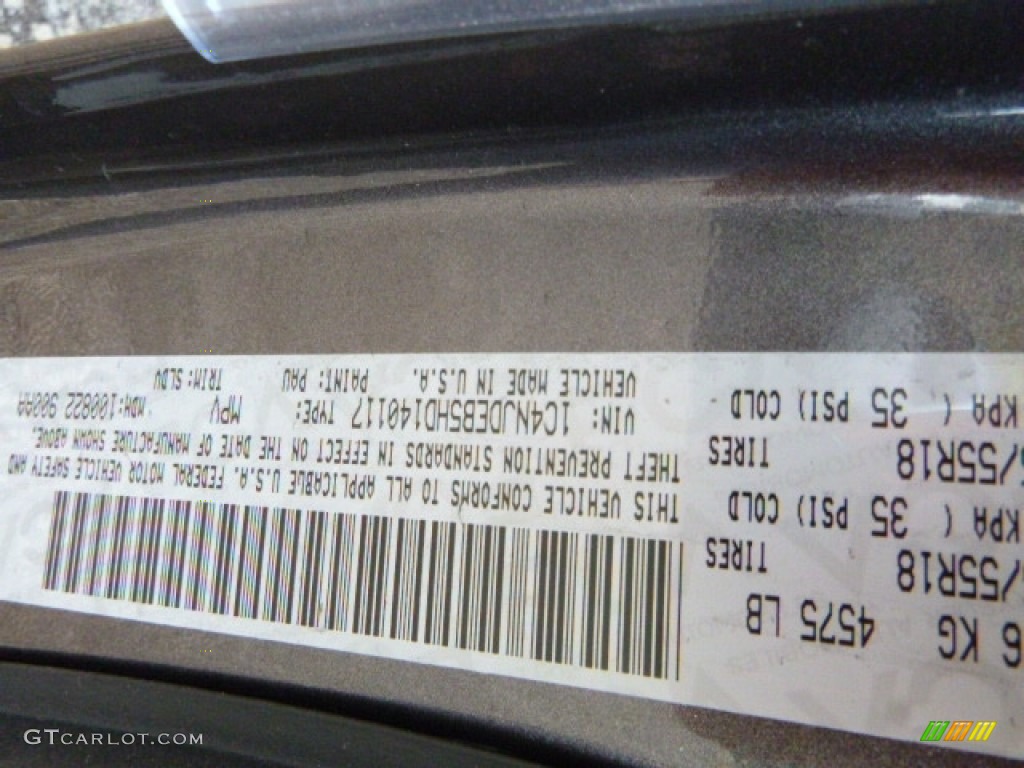 6 KG 4575 LB
/55R18 TIRES
KPA ( 35 PSI) COLD
/55R18 TIRES
KPA ( 35 PSI) COLD
THIS VEHICLE CONFORMS TO ALL APPLICABLE U.S.A. FEDERAL MOTOR VEHICLE SAFETY AND
THEFT PREVENTION STANDARDS IN EFFECT ON THE DATE OF MANUFACTURE SHOWN ABOVE.
VIN: 1C4NJDEB5HD140117 TYPE: MPV MDH:100822 900AA
VEHICLE MADE IN U.S.A. PAINT: PAU TRIM: SLDV
GTCARLOT.COM